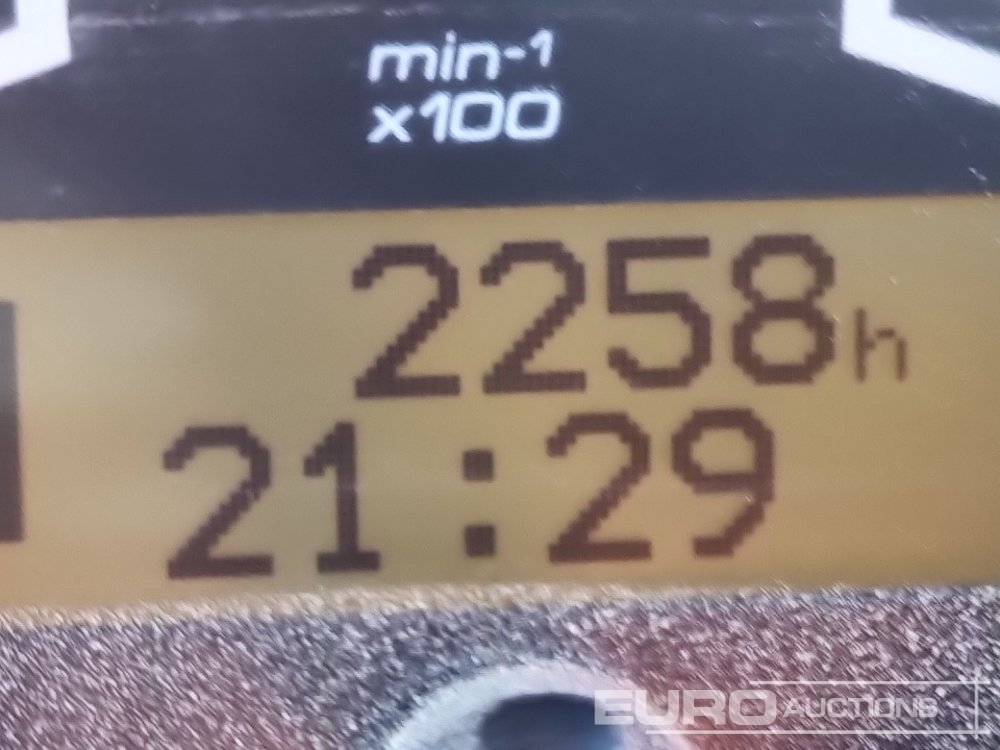 min-1
x100
2258h
21:29
EURO AUCTIONS